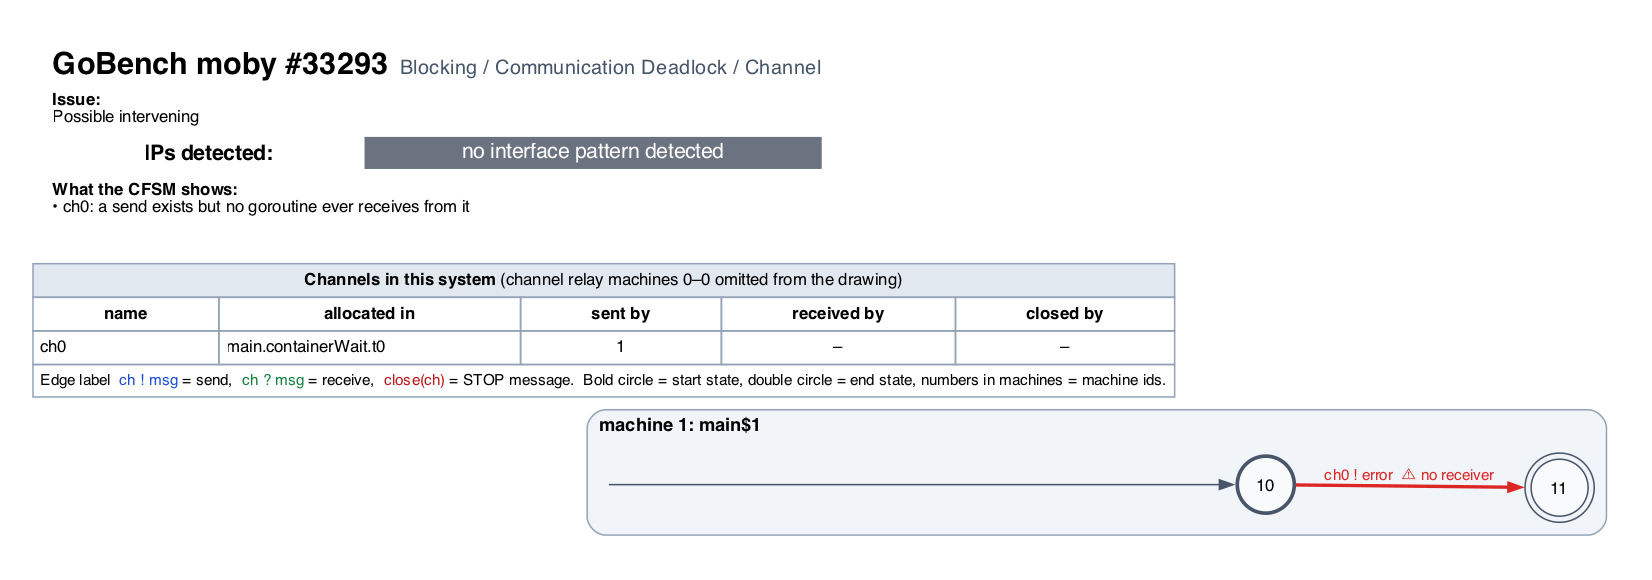 GoBench moby #33293 Blocking / Communication Deadlock / Channel
Issue:
Possible intervening
IPs detected: no interface pattern detected
What the CFSM shows:
• ch0: a send exists but no goroutine ever receives from it
Channels in this system (channel relay machines 0–0 omitted from the drawing)
name allocated in sent by received by closed by
ch0 main.containerWait.t0 1 – –
Edge label ch ! msg = send, ch ? msg = receive, close(ch) = STOP message. Bold circle = start state, double circle = end state, numbers in machines = machine ids.
machine 1: main$1
ch0 ! error ⚠ no receiver
10
11